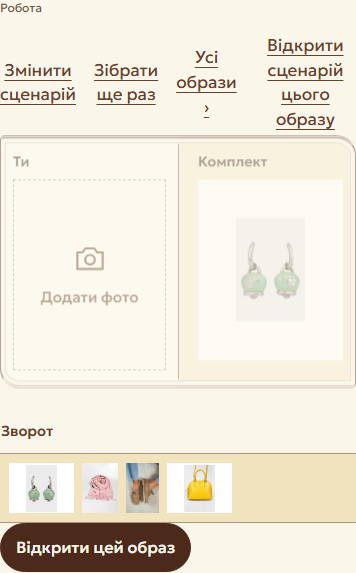 Робота
Змінити
сценарій
Зібрати
ще раз
Усі
образи
›
Відкрити
сценарій
цього
образу
Ти
Комплект
Додати фото
Зворот
Відкрити цей образ